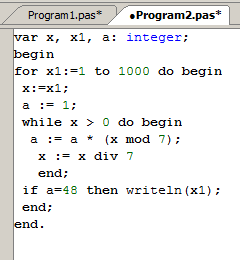 Program1.pas* •Program2.pas*
var x, x1, a: integer;
begin
for x1:=1 to 1000 do begin
x:=x1;
a := 1;
while x > 0 do begin
a := a * (x mod 7);
x := x div 7
end;
if a=48 then writeln(x1);
end;
end.